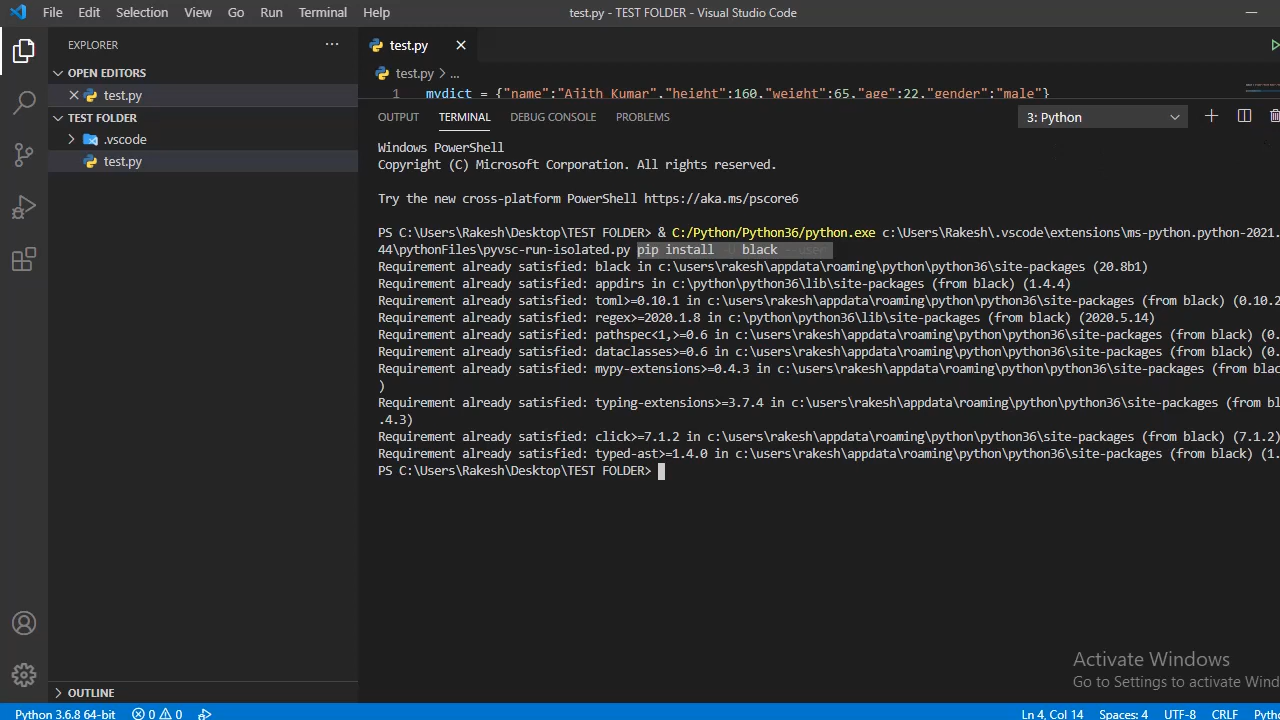 File Edit Selection View Go Run Terminal Help
test.py - TEST FOLDER - Visual Studio Code
EXPLORER
OPEN EDITORS
test.py
TEST FOLDER
.vscode
test.py
OUTLINE
test.py
test.py > ...
1 mydict = {"name":"Ajith Kumar","height":160,"weight":65,"age":22,"gender":"male"}
OUTPUT TERMINAL DEBUG CONSOLE PROBLEMS
3: Python
Windows PowerShell
Copyright (C) Microsoft Corporation. All rights reserved.
Try the new cross-platform PowerShell https://aka.ms/pscore6
PS C:\Users\Rakesh\Desktop\TEST FOLDER> & C:/Python/Python36/python.exe c:\Users\Rakesh\.vscode\extensions\ms-python.python-2021.
44\pythonFiles\pyvsc-run-isolated.py pip install -U black --user
Requirement already satisfied: black in c:\users\rakesh\appdata\roaming\python\python36\site-packages (20.8b1)
Requirement already satisfied: appdirs in c:\python\python36\lib\site-packages (from black) (1.4.4)
Requirement already satisfied: toml>=0.10.1 in c:\users\rakesh\appdata\roaming\python\python36\site-packages (from black) (0.10.2
Requirement already satisfied: regex>=2020.1.8 in c:\python\python36\lib\site-packages (from black) (2020.5.14)
Requirement already satisfied: pathspec<1,>=0.6 in c:\users\rakesh\appdata\roaming\python\python36\site-packages (from black) (0.
Requirement already satisfied: dataclasses>=0.6 in c:\users\rakesh\appdata\roaming\python\python36\site-packages (from black) (0.
Requirement already satisfied: mypy-extensions>=0.4.3 in c:\users\rakesh\appdata\roaming\python\python36\site-packages (from blac
)
Requirement already satisfied: typing-extensions>=3.7.4 in c:\users\rakesh\appdata\roaming\python\python36\site-packages (from bl
.4.3)
Requirement already satisfied: click>=7.1.2 in c:\users\rakesh\appdata\roaming\python\python36\site-packages (from black) (7.1.2)
Requirement already satisfied: typed-ast>=1.4.0 in c:\users\rakesh\appdata\roaming\python\python36\site-packages (from black) (1.
PS C:\Users\Rakesh\Desktop\TEST FOLDER>
Activate Windows
Go to Settings to activate Wind
Python 3.6.8 64-bit 0 0
Ln 4, Col 14 Spaces: 4 UTF-8 CRLF Pytho